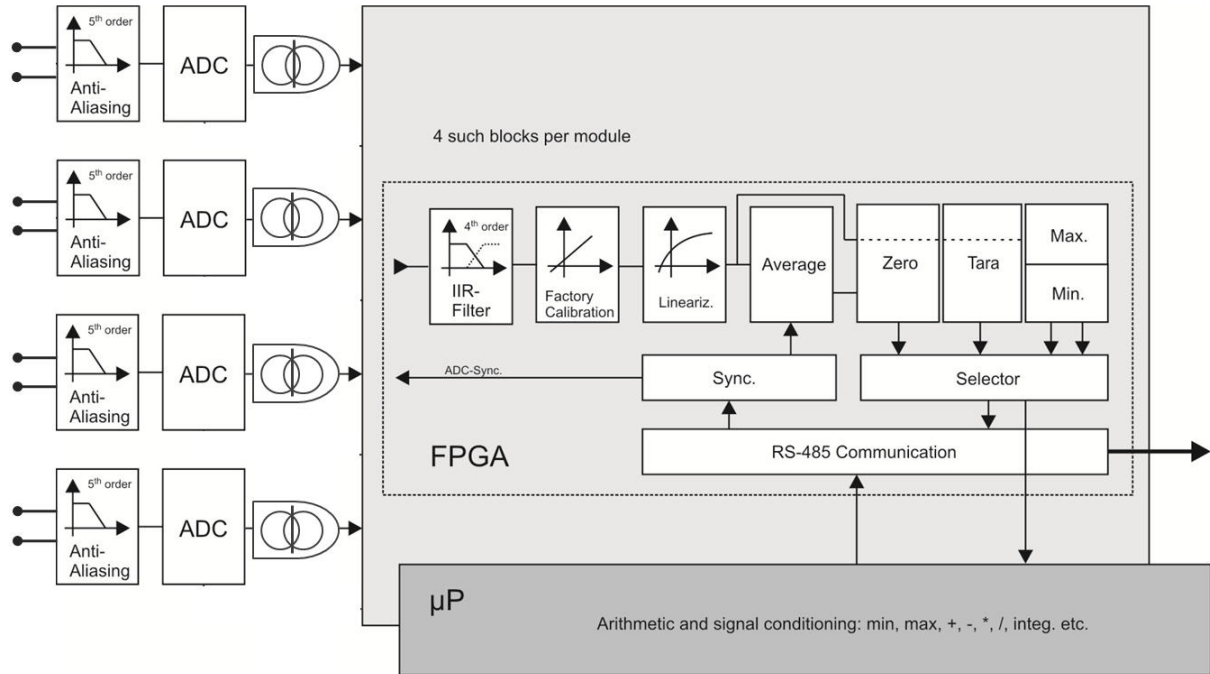 5th order
Anti-
Aliasing
ADC
5th order
Anti-
Aliasing
ADC
5th order
Anti-
Aliasing
ADC
5th order
Anti-
Aliasing
ADC
4 such blocks per module
4th order
IIR-
Filter
Factory
Calibration
Lineariz.
Average
Zero
Tara
Max.
Min.
ADC-Sync.
Sync.
Selector
FPGA
RS-485 Communication
µP
Arithmetic and signal conditioning: min, max, +, -, *, /, integ. etc.